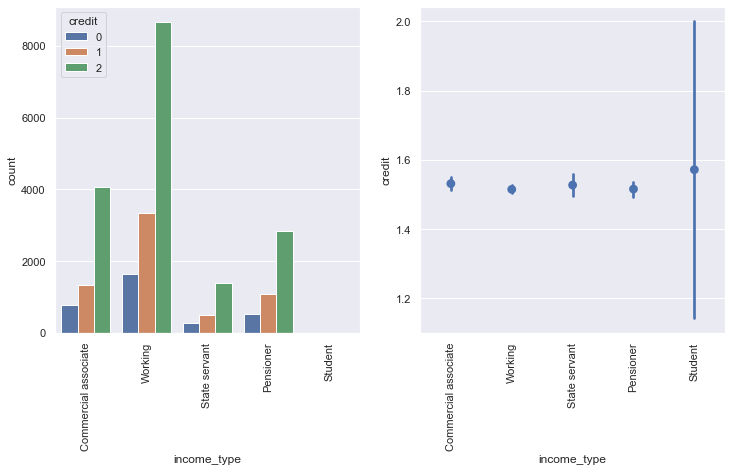 credit
0
1
2
8000
6000
4000
2000
0
count
Commercial associate
Working
State servant
Pensioner
Student
income_type
2.0
1.8
1.6
1.4
1.2
credit
Commercial associate
Working
State servant
Pensioner
Student
income_type